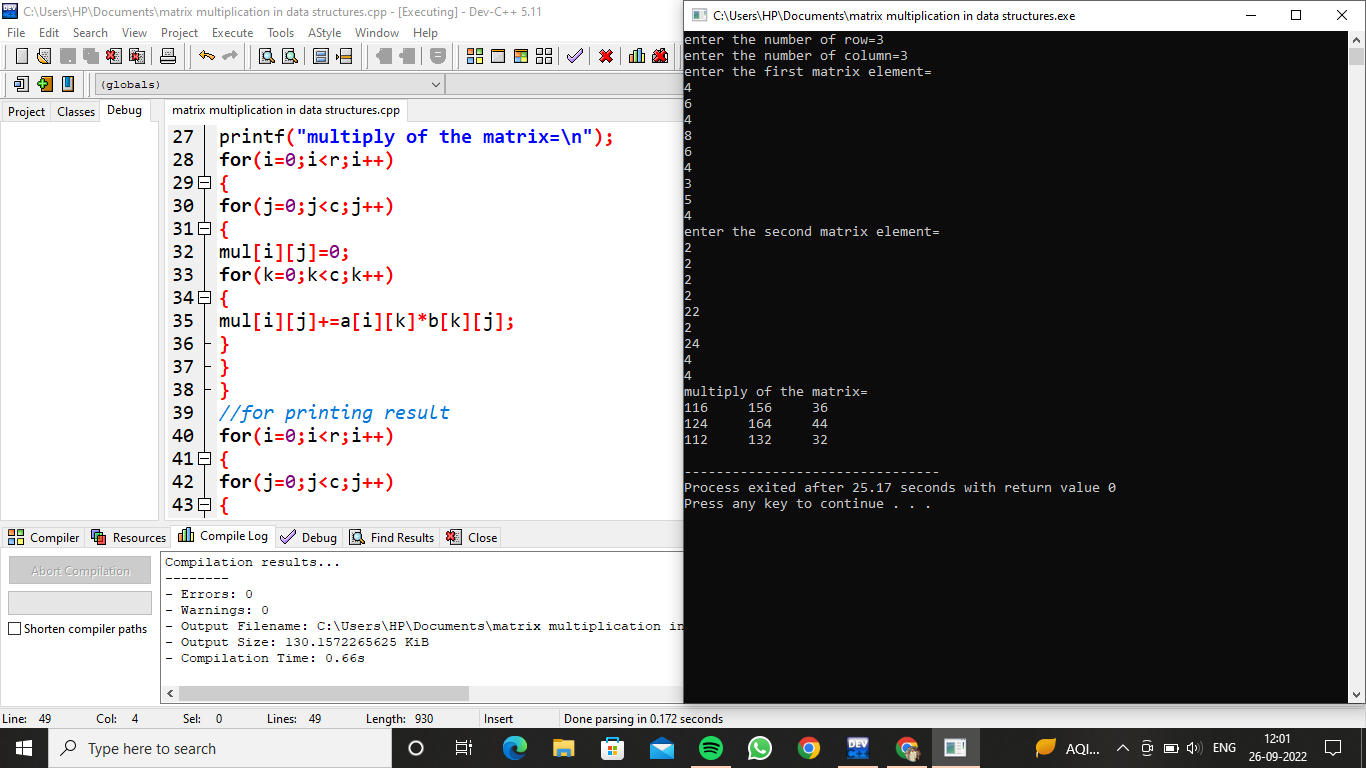 C:\Users\HP\Documents\matrix multiplication in data structures.cpp - [Executing] - Dev-C++ 5.11
File Edit Search View Project Execute Tools AStyle Window Help
(globals)
Project Classes Debug
matrix multiplication in data structures.cpp
27 printf("multiply of the matrix=\n");
28 for(i=0;i<r;i++)
29 {
30 for(j=0;j<c;j++)
31 {
32 mul[i][j]=0;
33 for(k=0;k<c;k++)
34 {
35 mul[i][j]+=a[i][k]*b[k][j];
36 }
37 }
38 }
39 //for printing result
40 for(i=0;i<r;i++)
41 {
42 for(j=0;j<c;j++)
43 {
Compiler Resources Compile Log Debug Find Results Close
Abort Compilation
Shorten compiler paths
Compilation results...
--------
- Errors: 0
- Warnings: 0
- Output Filename: C:\Users\HP\Documents\matrix multiplication in
- Output Size: 130.1572265625 KiB
- Compilation Time: 0.66s
Line: 49 Col: 4 Sel: 0 Lines: 49 Length: 930 Insert Done parsing in 0.172 seconds
C:\Users\HP\Documents\matrix multiplication in data structures.exe
enter the number of row=3
enter the number of column=3
enter the first matrix element=
4
6
4
8
6
4
3
5
4
enter the second matrix element=
2
2
2
2
22
2
24
4
4
multiply of the matrix=
116 156 36
124 164 44
112 132 32
--------------------------------
Process exited after 25.17 seconds with return value 0
Press any key to continue . . .
Type here to search
DEV
AQI...
ENG
12:01
26-09-2022